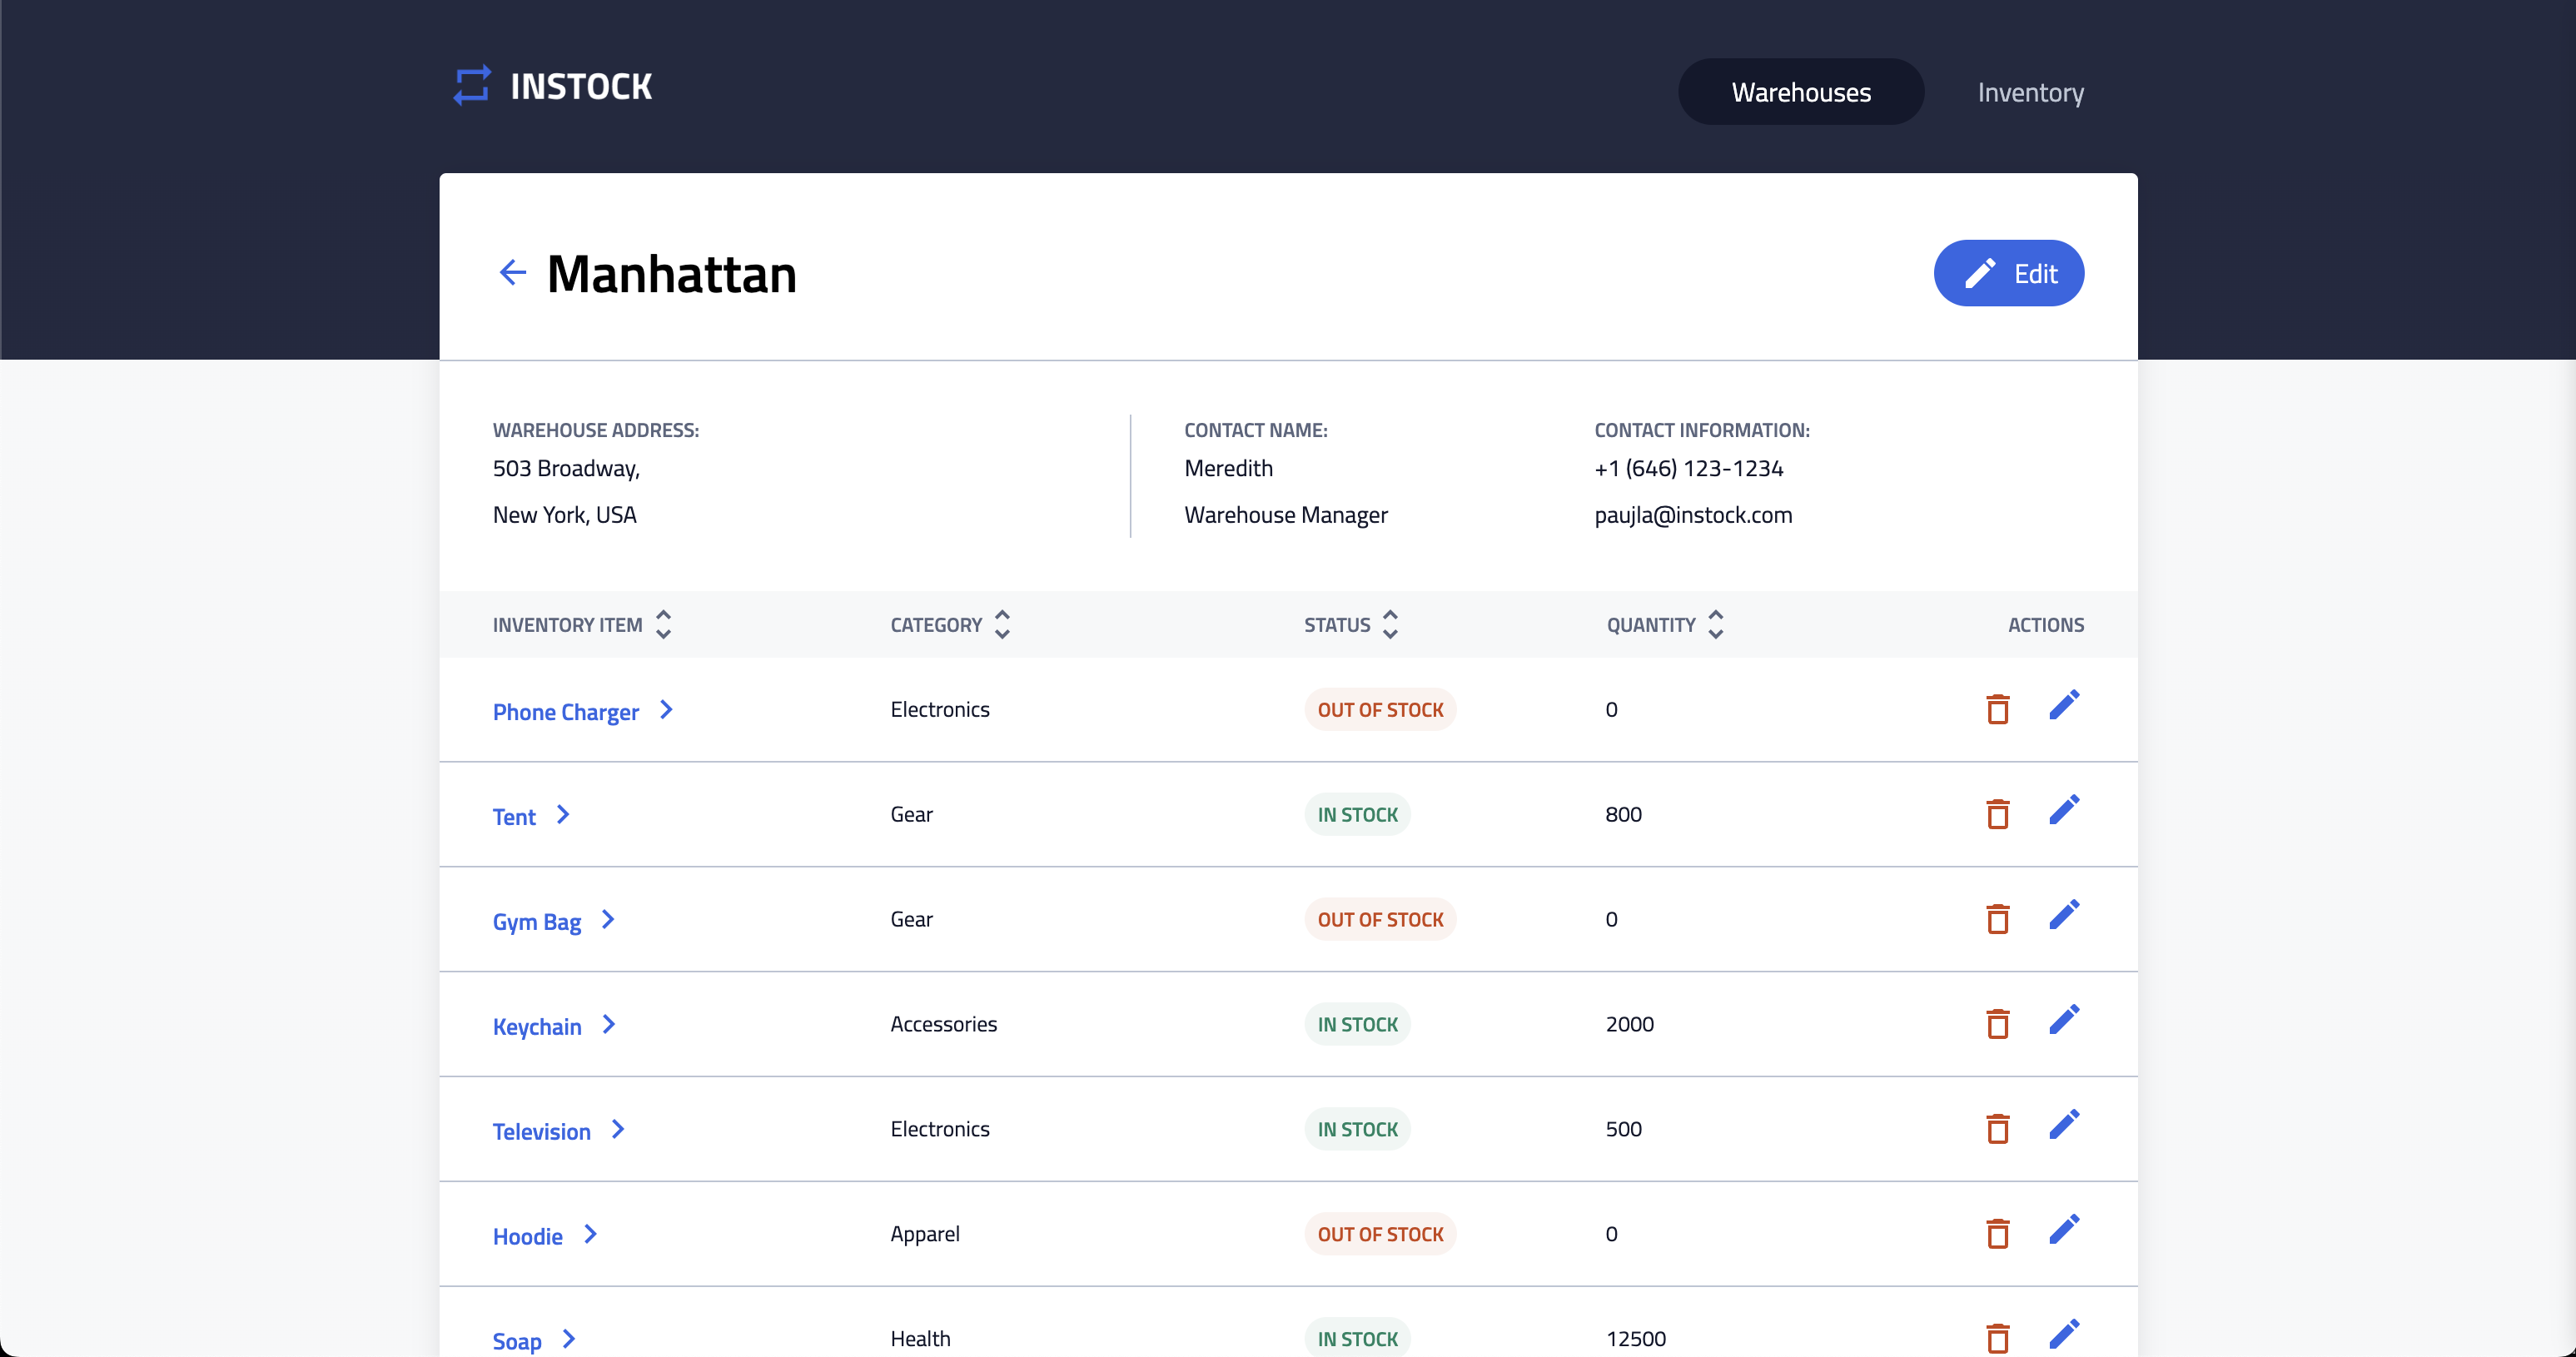 INSTOCK
Warehouses Inventory
Manhattan
Edit
WAREHOUSE ADDRESS: CONTACT NAME: CONTACT INFORMATION:
503 Broadway, Meredith +1 (646) 123-1234
New York, USA Warehouse Manager paujla@instock.com
INVENTORY ITEM CATEGORY STATUS QUANTITY ACTIONS
Phone Charger Electronics OUT OF STOCK 0
Tent Gear IN STOCK 800
Gym Bag Gear OUT OF STOCK 0
Keychain Accessories IN STOCK 2000
Television Electronics IN STOCK 500
Hoodie Apparel OUT OF STOCK 0
Soap Health IN STOCK 12500